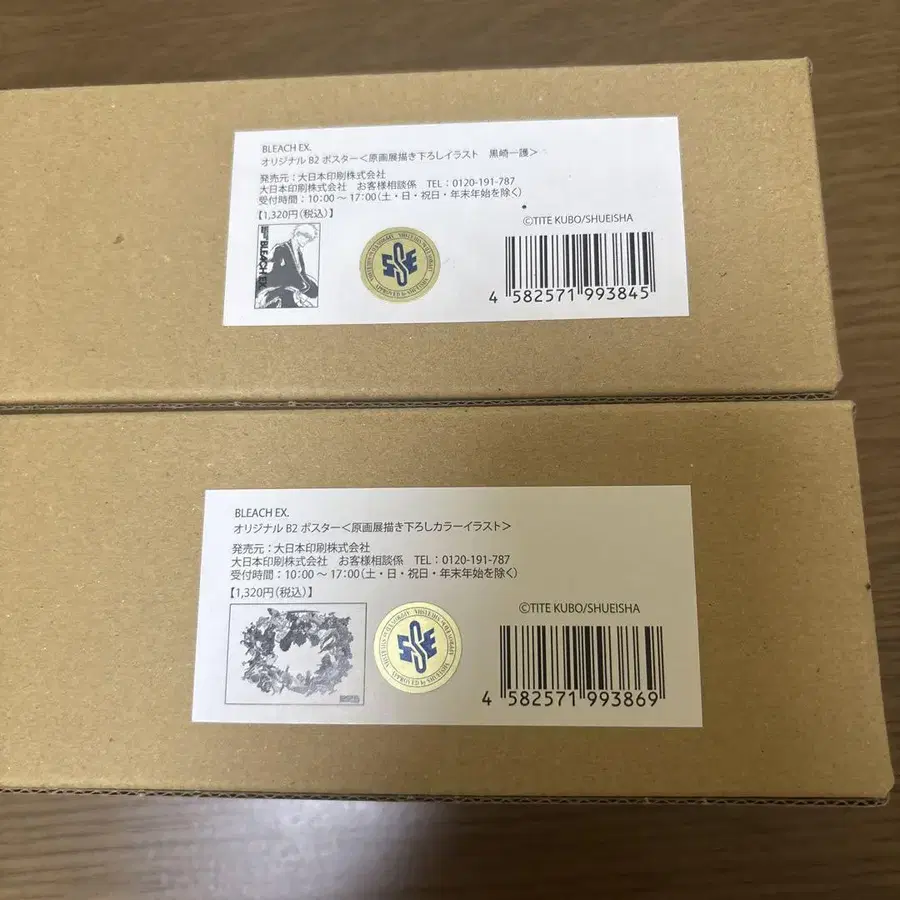 BLEACH EX.
オリジナル B2 ポスター＜原画展描き下ろしイラスト　黒崎一護＞
発売元：大日本印刷株式会社
大日本印刷株式会社　お客様相談係　TEL：0120-191-787
受付時間：10:00～17:00（土・日・祝日・年末年始を除く）
【1,320円（税込）】
©TITE KUBO/SHUEISHA
BLEACH EX.
APPROVED by SHUEISHA
4 582571 993845
BLEACH EX.
オリジナル B2 ポスター＜原画展描き下ろしカラーイラスト＞
発売元：大日本印刷株式会社
大日本印刷株式会社　お客様相談係　TEL：0120-191-787
受付時間：10:00～17:00（土・日・祝日・年末年始を除く）
【1,320円（税込）】
©TITE KUBO/SHUEISHA
4 582571 993869